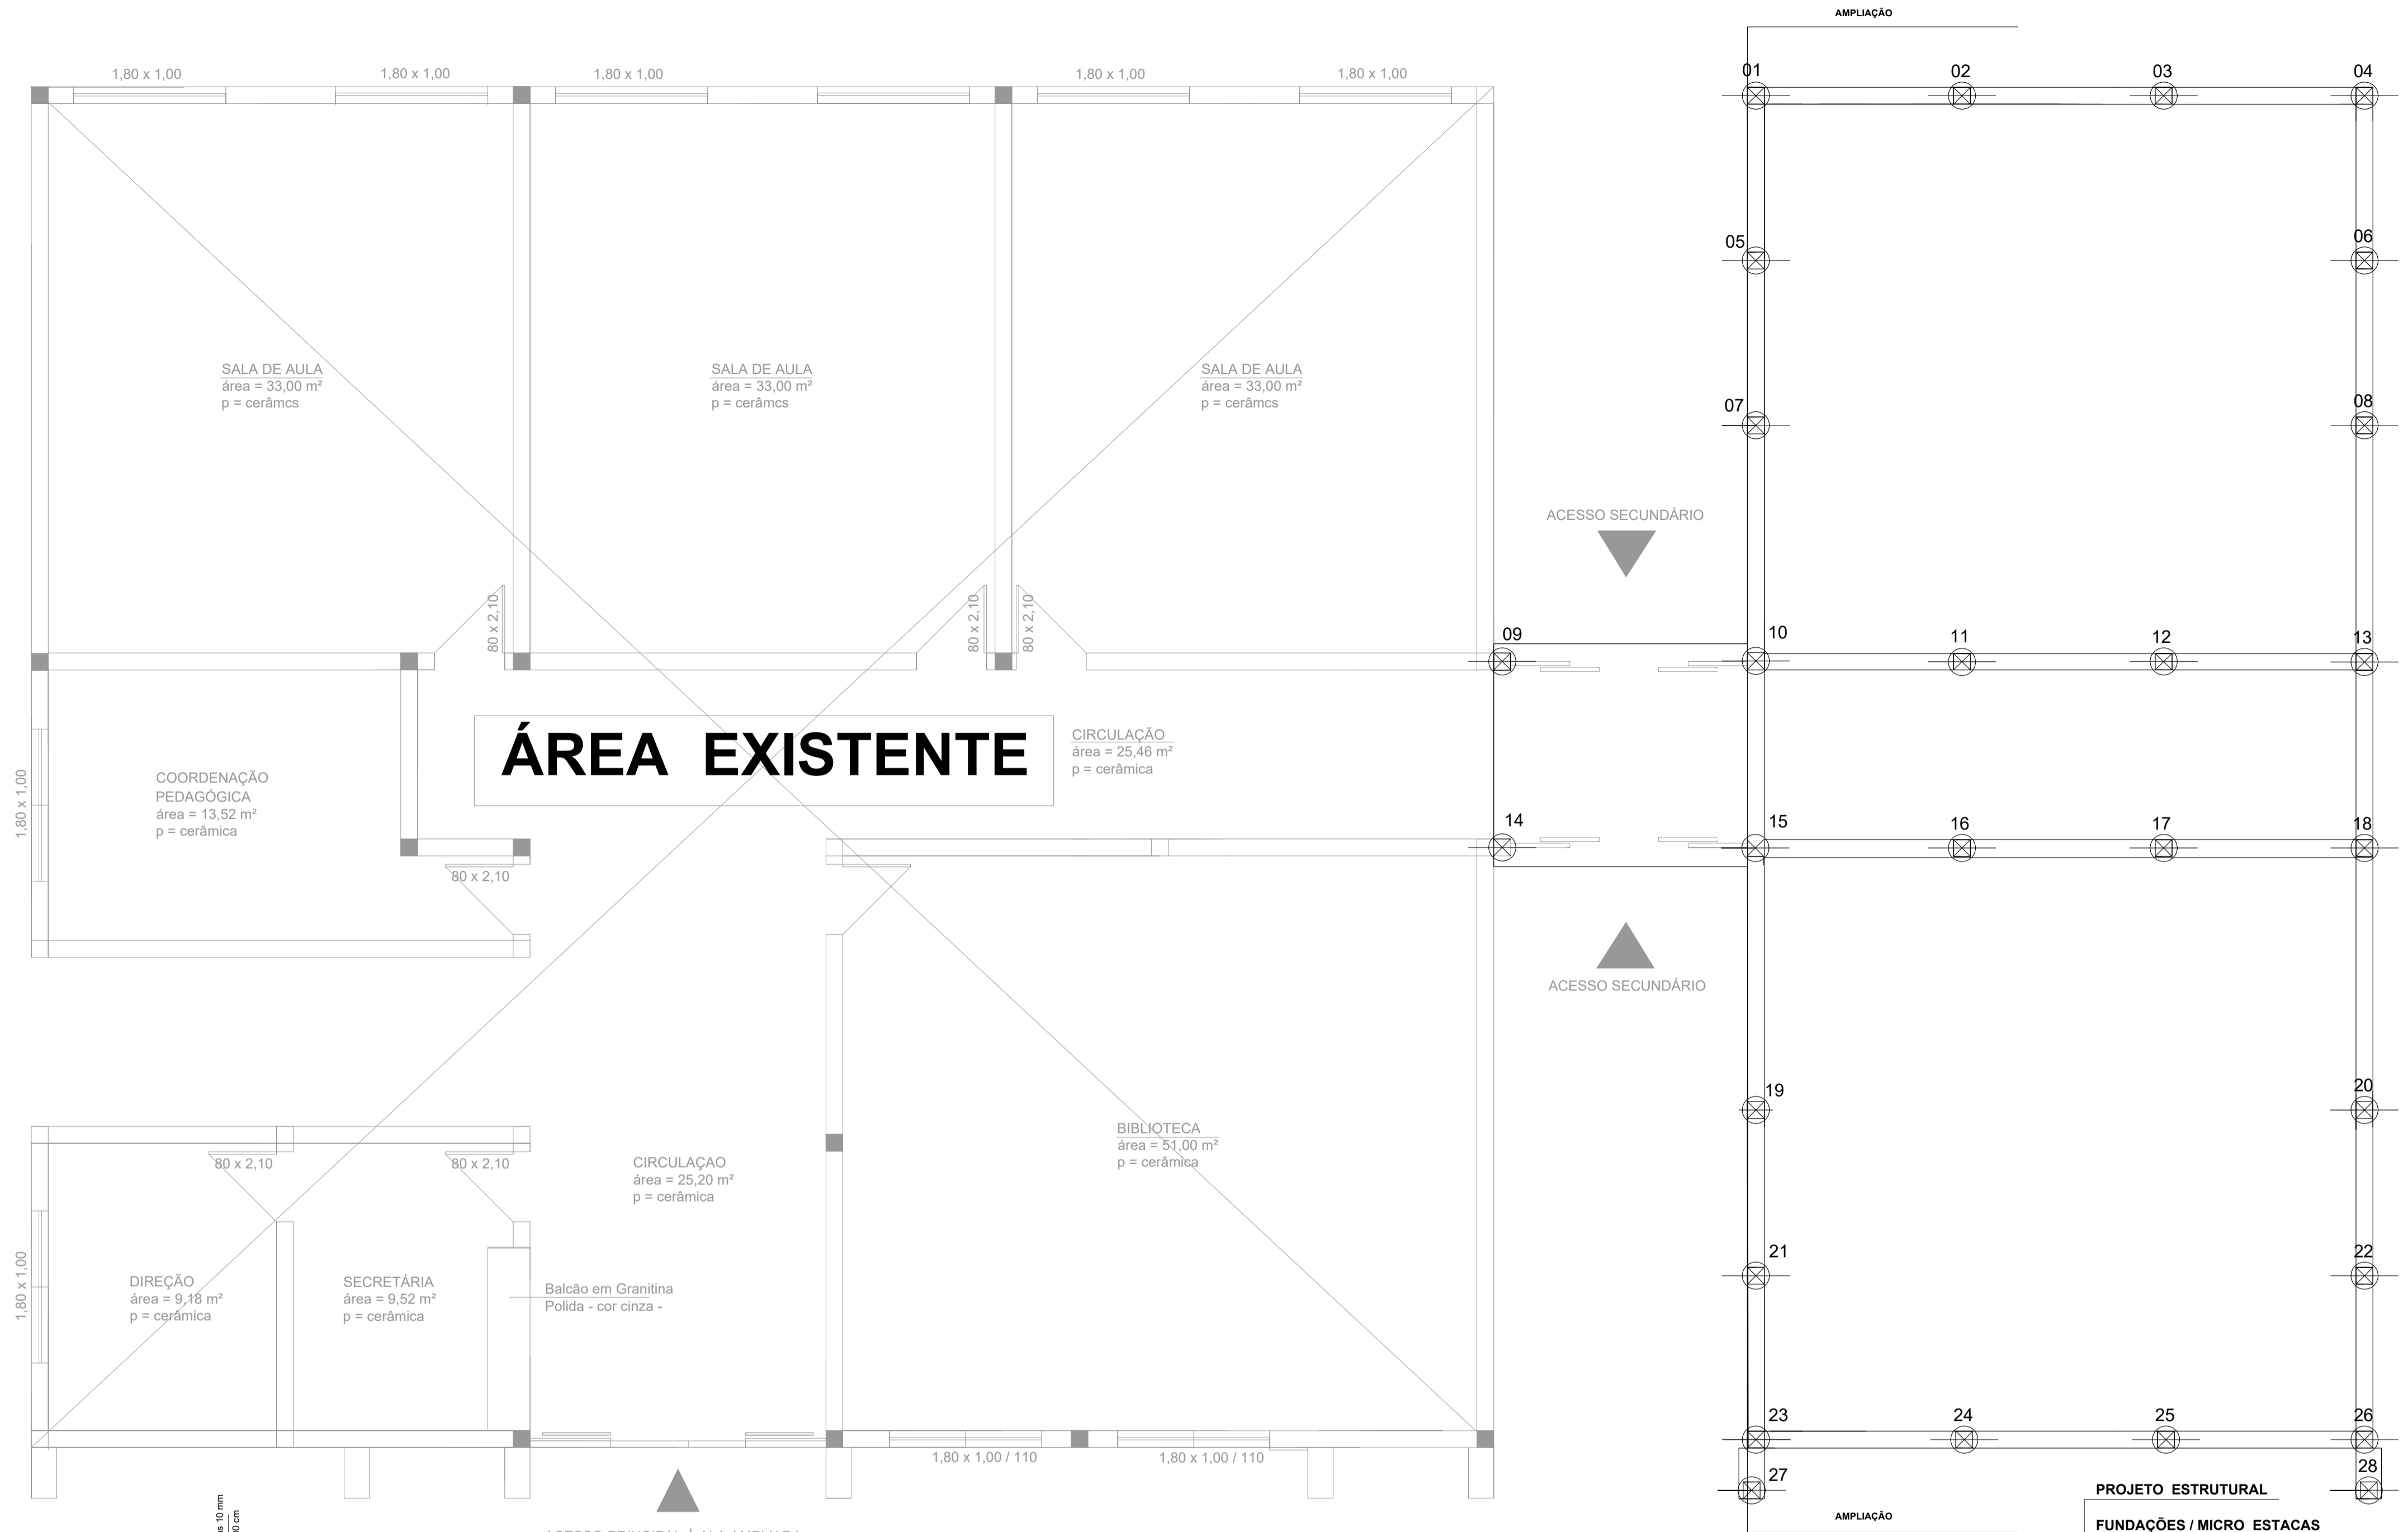 AMPLIAÇÃO
1,80 x 1,00
1,80 x 1,00
1,80 x 1,00
1,80 x 1,00
1,80 x 1,00
01
02
03
04
05
06
SALA DE AULA
área = 33,00 m²
p = cerâmcs
SALA DE AULA
área = 33,00 m²
p = cerâmcs
SALA DE AULA
área = 33,00 m²
p = cerâmcs
07
08
ACESSO SECUNDÁRIO
80 x 2,10
80 x 2,10
80 x 2,10
09
10
11
12
13
ÁREA EXISTENTE
CIRCULAÇÃO
área = 25,46 m²
p = cerâmica
COORDENAÇÃO
PEDAGÓGICA
área = 13,52 m²
p = cerâmica
1,80 x 1,00
14
15
16
17
18
80 x 2,10
ACESSO SECUNDÁRIO
19
20
80 x 2,10
80 x 2,10
CIRCULAÇAO
área = 25,20 m²
p = cerâmica
BIBLIOTECA
área = 51,00 m²
p = cerâmica
21
22
1,80 x 1,00
DIREÇÃO
área = 9,18 m²
p = cerâmica
SECRETÁRIA
área = 9,52 m²
p = cerâmica
Balcão em Granitina
Polida - cor cinza -
23
24
25
26
1,80 x 1,00 / 110
1,80 x 1,00 / 110
27
28
PROJETO ESTRUTURAL
AMPLIAÇÃO
FUNDAÇÕES / MICRO ESTACAS
10 mm
cm